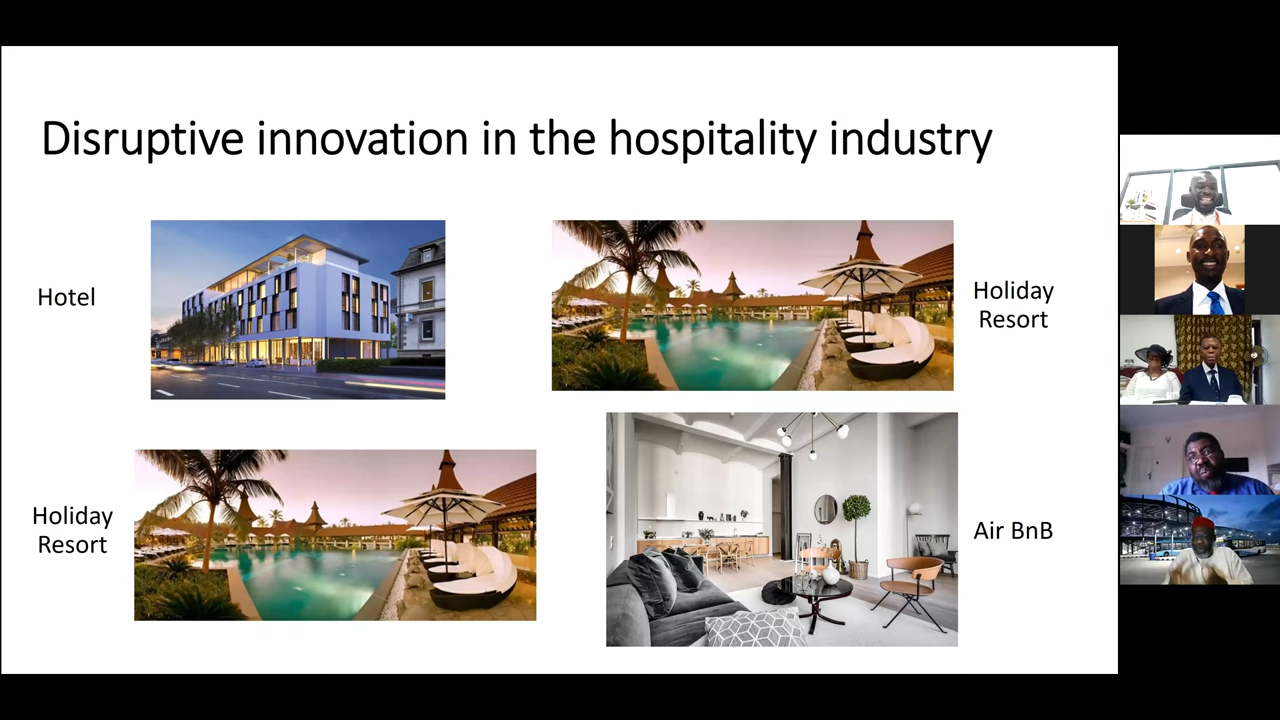 Disruptive innovation in the hospitality industry
Hotel
Holiday
Resort
Holiday
Resort
Air BnB